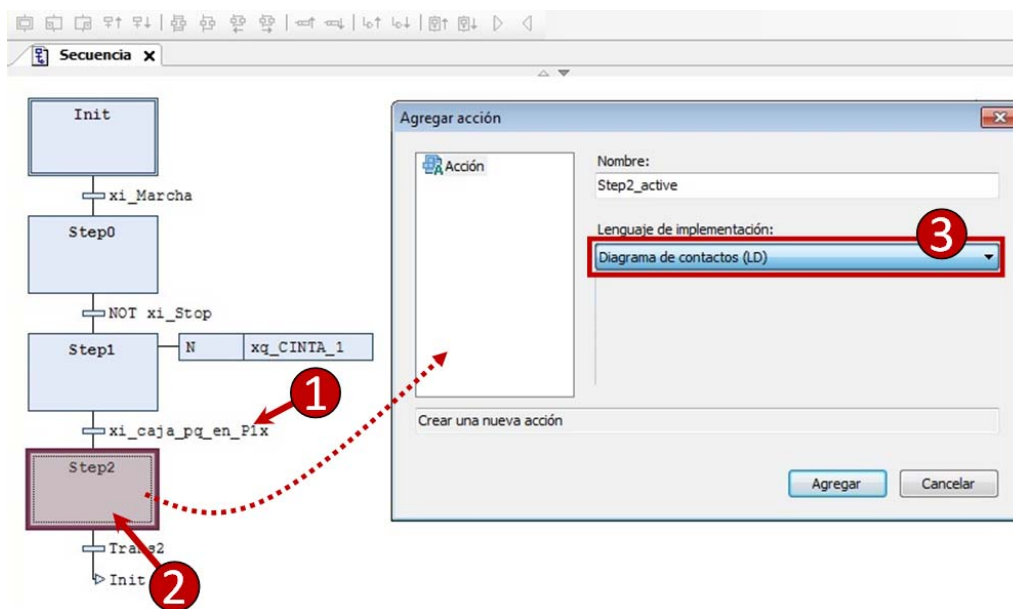 Secuencia X
Init
xi_Marcha
Step0
NOT xi_Stop
Step1
N xq_CINTA_1
1
xi_caja_pq_en_P1x
Step2
2
Trans2
Init
Agregar acción
Acción
Nombre:
Step2_active
Lenguaje de implementación:
3
Diagrama de contactos (LD)
Crear una nueva acción
Agregar Cancelar